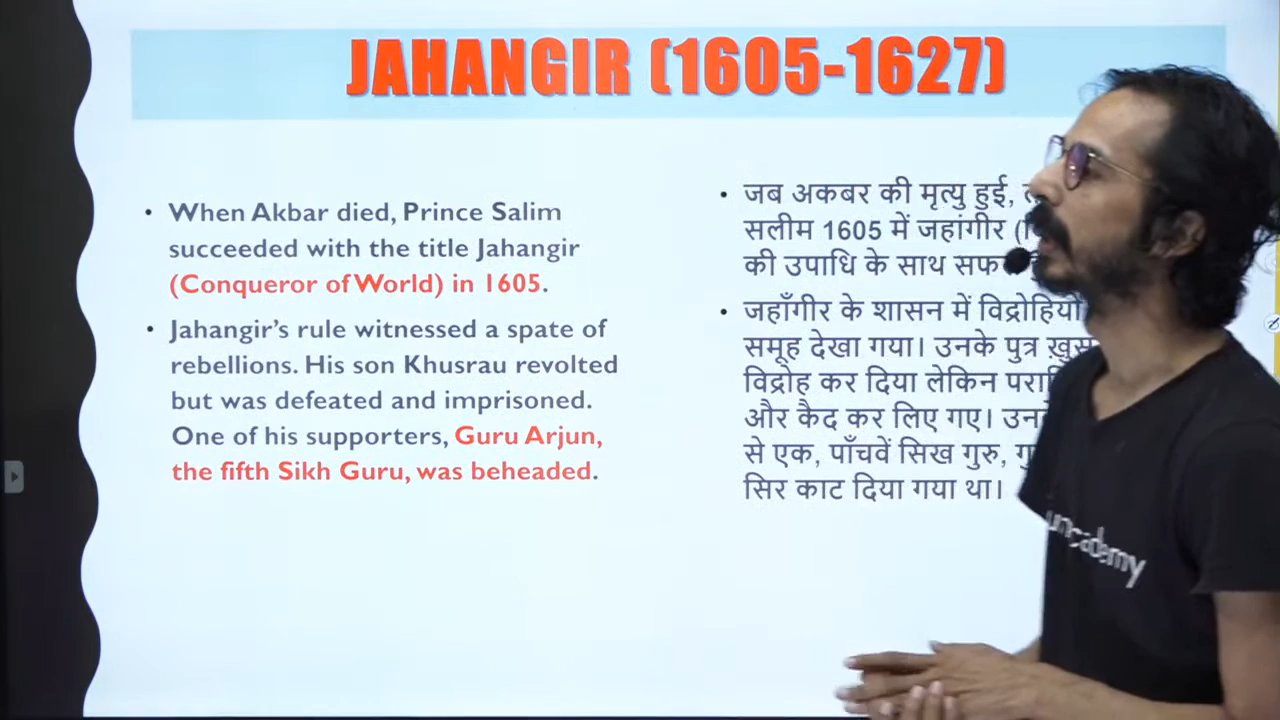 JAHANGIR (1605-1627)
• When Akbar died, Prince Salim
succeeded with the title Jahangir
(Conqueror of World) in 1605.
• Jahangir's rule witnessed a spate of
rebellions. His son Khusrau revolted
but was defeated and imprisoned.
One of his supporters, Guru Arjun,
the fifth Sikh Guru, was beheaded.
• जब अकबर की मृत्यु हुई,
सलीम 1605 में जहांगीर
की उपाधि के साथ
• जहाँगीर के शासन में विद्रोहियों
समूह देखा गया। उनके पुत्र
विद्रोह कर दिया लेकिन
और कैद कर लिए गए।
से एक, पाँचवें सिख गुरु,
सिर काट दिया गया था।
unacademy